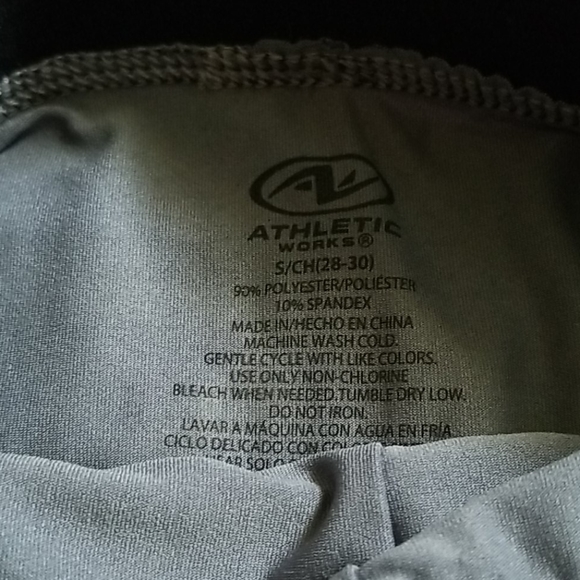 ATHLETIC
WORKS®
S/CH(28-30)
90% POLYESTER/POLIÉSTER
10% SPANDEX
MADE IN/HECHO EN CHINA
MACHINE WASH COLD.
GENTLE CYCLE WITH LIKE COLORS.
USE ONLY NON-CHLORINE
BLEACH WHEN NEEDED.TUMBLE DRY LOW.
DO NOT IRON.
LAVAR A MÁQUINA CON AGUA EN FRÍA
CICLO DELICADO CON
SOLO